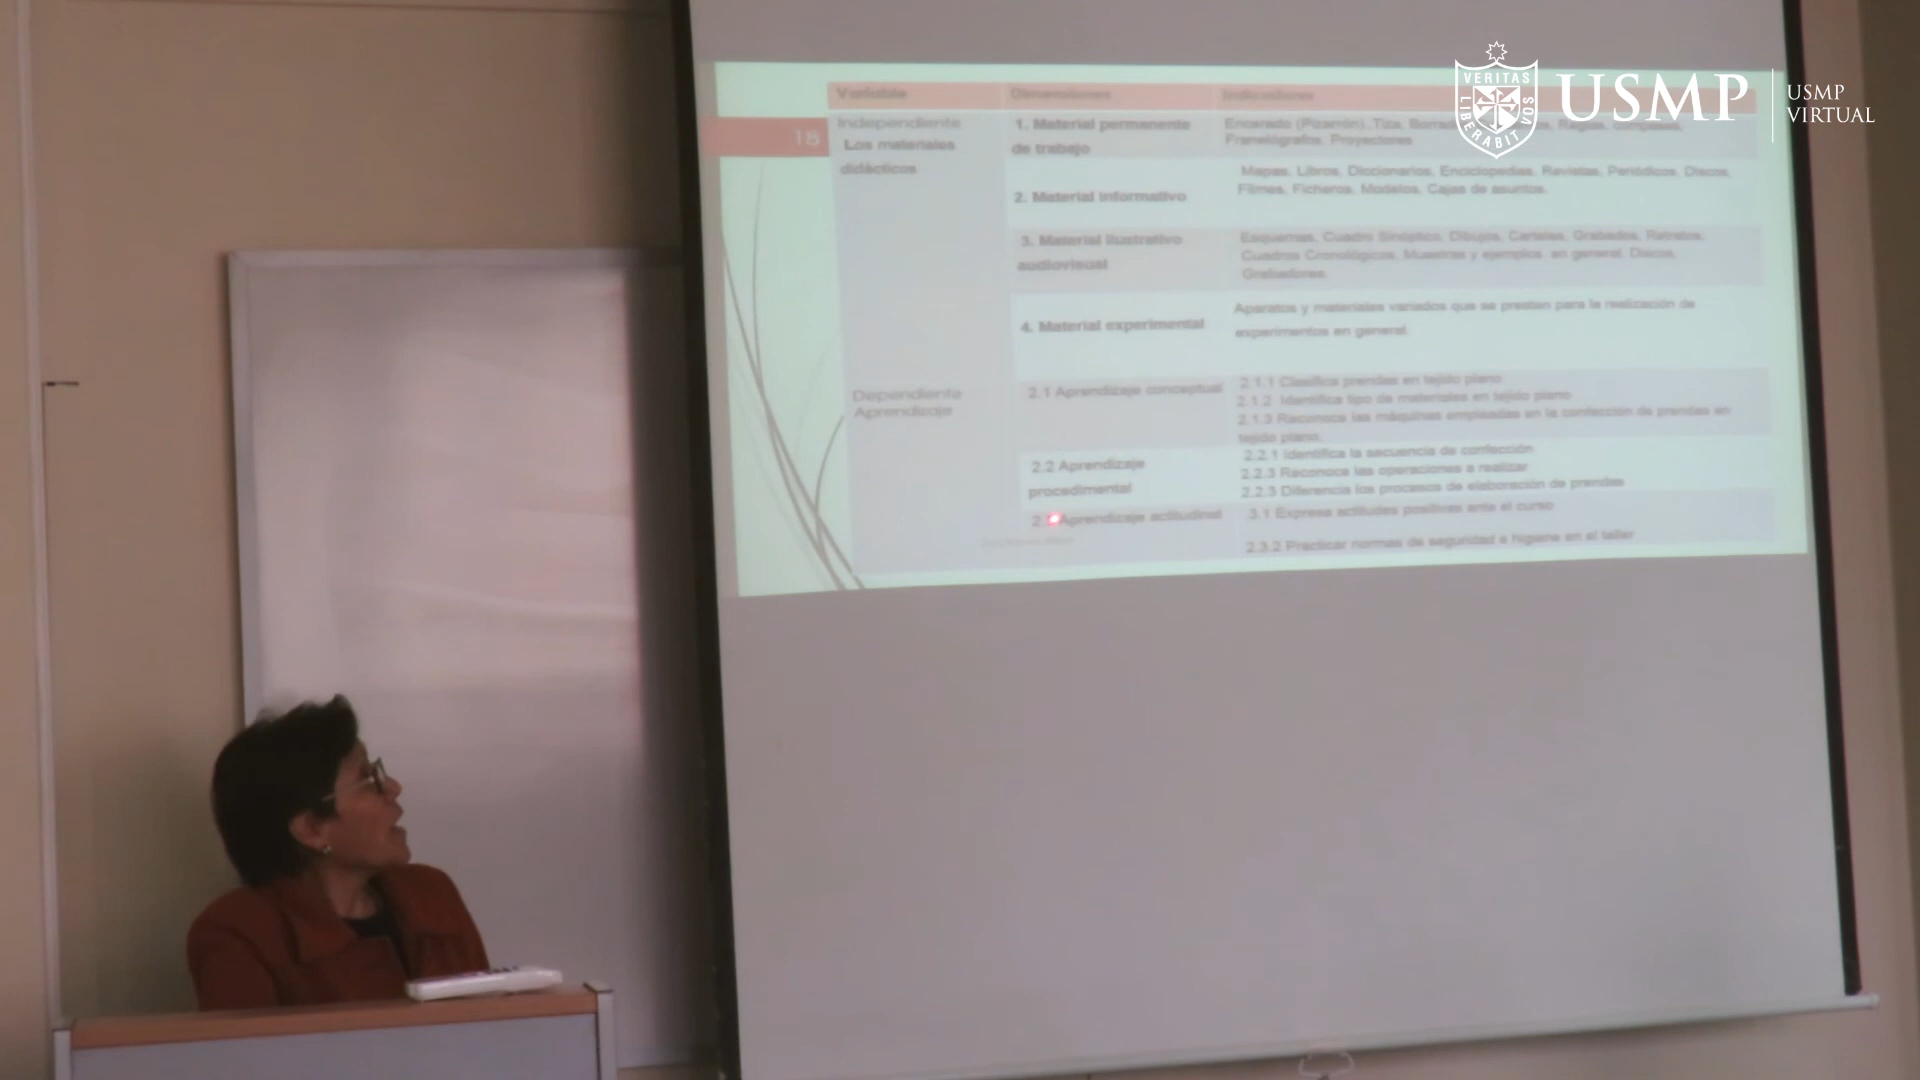 VERITAS
LIBERABIT VOS
USMP
USMP
VIRTUAL
18
Variable
Dimensiones
Indicadores
Independiente
Los materiales
didácticos
1. Material permanente
de trabajo
Encerado (Pizarrón), Tiza, Reglas, compases,
Franelógrafos, Proyectores
2. Material informativo
Mapas, Libros, Diccionarios, Enciclopedias, Revistas, Periódicos, Discos,
Filmes, Ficheros, Modelos, Cajas de asuntos.
3. Material ilustrativo
audiovisual
Esquemas, Cuadro Sinóptico, Dibujos, Carteles, Grabados, Retratos,
Cuadros Cronológicos, Muestras y ejemplos en general. Discos,
Grabadores.
4. Material experimental
Aparatos y materiales variados que se prestan para la realización de
experimentos en general.
Dependiente
Aprendizaje
2.1 Aprendizaje conceptual
2.1.1 Clasifica prendas en tejido plano
2.1.2 Identifica tipo de materiales en tejido plano
2.1.3 Reconoce las máquinas empleadas en la confección de prendas en
tejido plano.
2.2 Aprendizaje
procedimental
2.2.1 Identifica la secuencia de confección
2.2.3 Reconoce las operaciones a realizar
2.2.3 Diferencia los procesos de elaboración de prendas
Aprendizaje actitudinal
3.1 Expresa actitudes positivas ante el curso
2.3.2 Practicar normas de seguridad e higiene en el taller